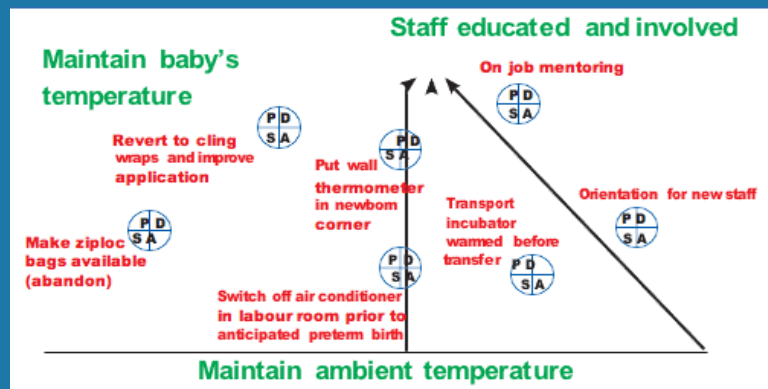 Staff educated and involved
Maintain baby's
temperature
On job mentoring
P D
S A
P D
S A
Revert to cling
wraps and improve
application
P D
S A
Put wall
thermometer
in newborn
corner
Transport
incubator
warmed before
transfer
P D
S A
Orientation for new staff
P D
S A
P D
S A
Make ziploc
bags available
(abandon)
P D
S A
Switch off air conditioner
in labour room prior to
anticipated preterm birth
Maintain ambient temperature